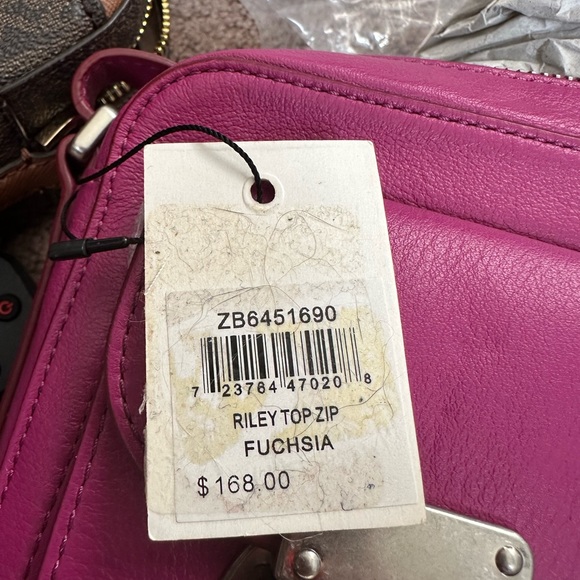 ZB6451690
7 23764 47020 8
RILEY TOP ZIP
FUCHSIA
$168.00